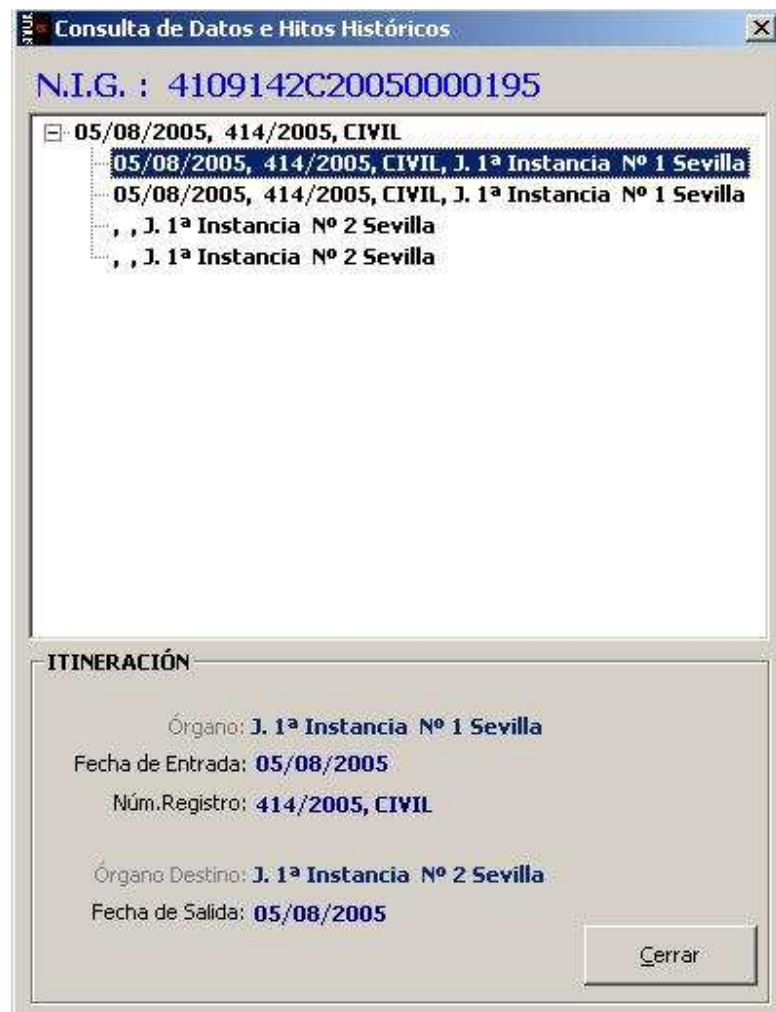 Consulta de Datos e Hitos Históricos
N.I.G. : 4109142C20050000195
05/08/2005, 414/2005, CIVIL
05/08/2005, 414/2005, CIVIL, J. 1ª Instancia Nº 1 Sevilla
05/08/2005, 414/2005, CIVIL, J. 1ª Instancia Nº 1 Sevilla
, , J. 1ª Instancia Nº 2 Sevilla
, , J. 1ª Instancia Nº 2 Sevilla
ITINERACIÓN
Órgano: J. 1ª Instancia Nº 1 Sevilla
Fecha de Entrada: 05/08/2005
Núm.Registro: 414/2005, CIVIL
Órgano Destino: J. 1ª Instancia Nº 2 Sevilla
Fecha de Salida: 05/08/2005
Cerrar